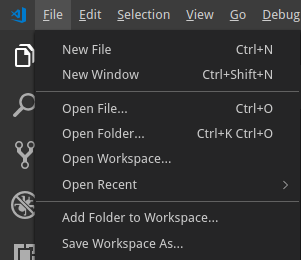 File Edit Selection View Go Debug
New File Ctrl+N
New Window Ctrl+Shift+N
Open File... Ctrl+O
Open Folder... Ctrl+K Ctrl+O
Open Workspace...
Open Recent
Add Folder to Workspace...
Save Workspace As...